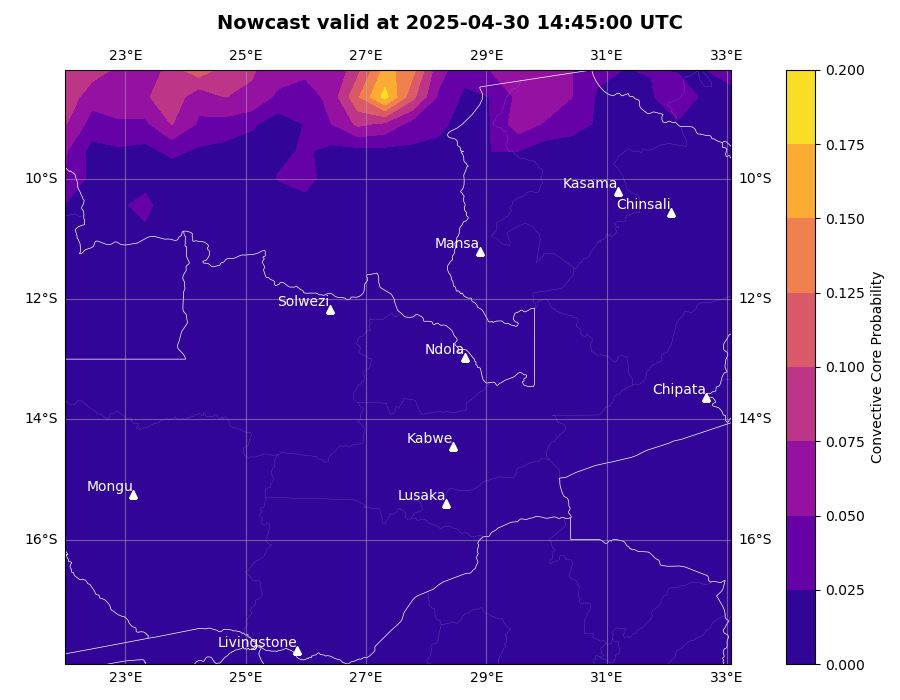 Nowcast valid at 2025-04-30 14:45:00 UTC
23°E 25°E 27°E 29°E 31°E 33°E
0.200
0.175
10°S Kasama 10°S
Chinsali
0.150
Mansa
0.125
12°S Solwezi 12°S
Ndola
0.100
Chipata
14°S 14°S
Kabwe
0.075
Mongu
Lusaka
0.050
16°S 16°S
0.025
Livingstone
0.000
23°E 25°E 27°E 29°E 31°E 33°E
Convective Core Probability